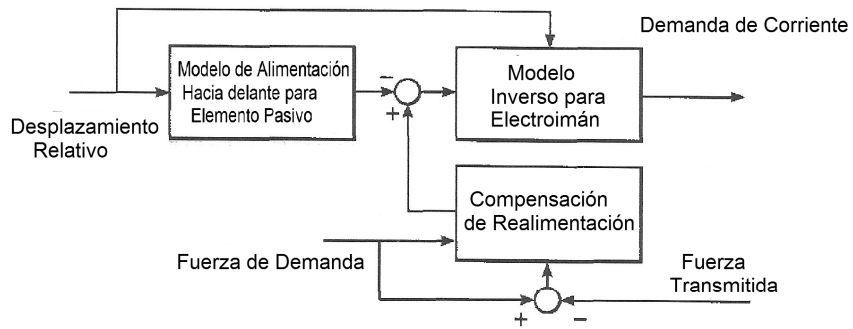 Demanda de Corriente
Modelo de Alimentación
Hacia delante para
Elemento Pasivo
−
+
Modelo
Inverso para
Electroimán
Desplazamiento
Relativo
Compensación
de Realimentación
Fuerza de Demanda
Fuerza
Transmitida
+ −